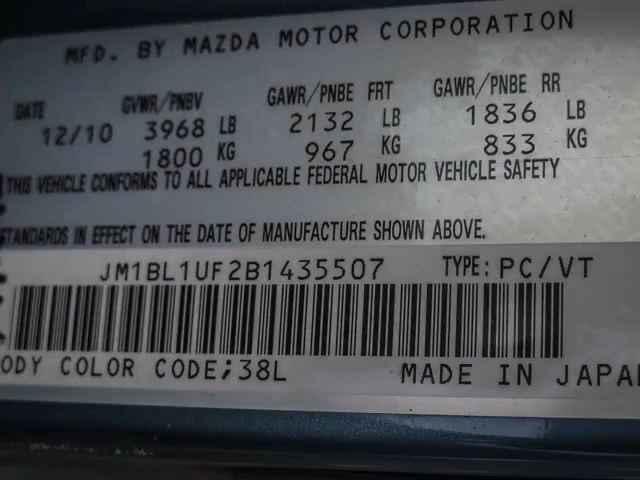 MFD. BY MAZDA MOTOR CORPORATION
DATE GVWR/PNBV GAWR/PNBE FRT GAWR/PNBE RR
12/10 3968 LB 2132 LB 1836 LB
1800 KG 967 KG 833 KG
THIS VEHICLE CONFORMS TO ALL APPLICABLE FEDERAL MOTOR VEHICLE SAFETY
STANDARDS IN EFFECT ON THE DATE OF MANUFACTURE SHOWN ABOVE.
JM1BL1UF2B1435507 TYPE: PC/VT
ODY COLOR CODE;38L MADE IN JAPA